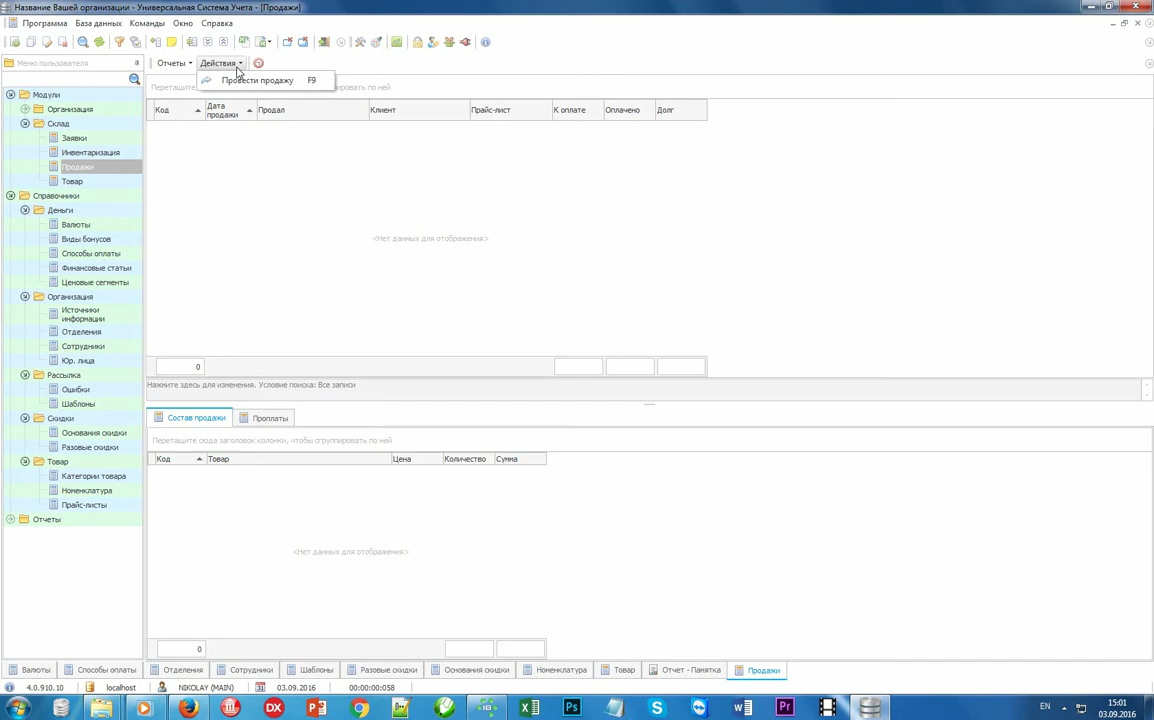 Название Вашей организации - Универсальная Система Учета - [Продажи]
Программа База данных Команды Окно Справка
Меню пользователя
Отчеты Действия
Провести продажу F9
Модули
Организация
Склад
Заявки
Инвентаризация
Продажи
Товар
Справочники
Деньги
Валюты
Виды бонусов
Способы оплаты
Финансовые статьи
Ценовые сегменты
Организация
Источники
информации
Отделения
Сотрудники
Юр. лица
Рассылка
Ошибки
Шаблоны
Скидки
Основания скидки
Разовые скидки
Товар
Категории товара
Номенклатура
Прайс-листы
Отчеты
Код Дата продажи Продал Клиент Прайс-лист К оплате Оплачено Долг
<Нет данных для отображения>
0
Нажмите здесь для изменения. Условие поиска: Все записи
Состав продажи Проплаты
Перетащите сюда заголовок колонки, чтобы сгруппировать по ней
Код Товар Цена Количество Сумма
<Нет данных для отображения>
0
Валюты Способы оплаты Отделения Сотрудники Шаблоны Разовые скидки Основания скидки Номенклатура Товар Отчет - Памятка Продажи
4.0.910.10 localhost NIKOLAY (MAIN) 31 03.09.2016 00:00:00:058
DX Ps X W Pr S
EN 15:01
03.09.2016